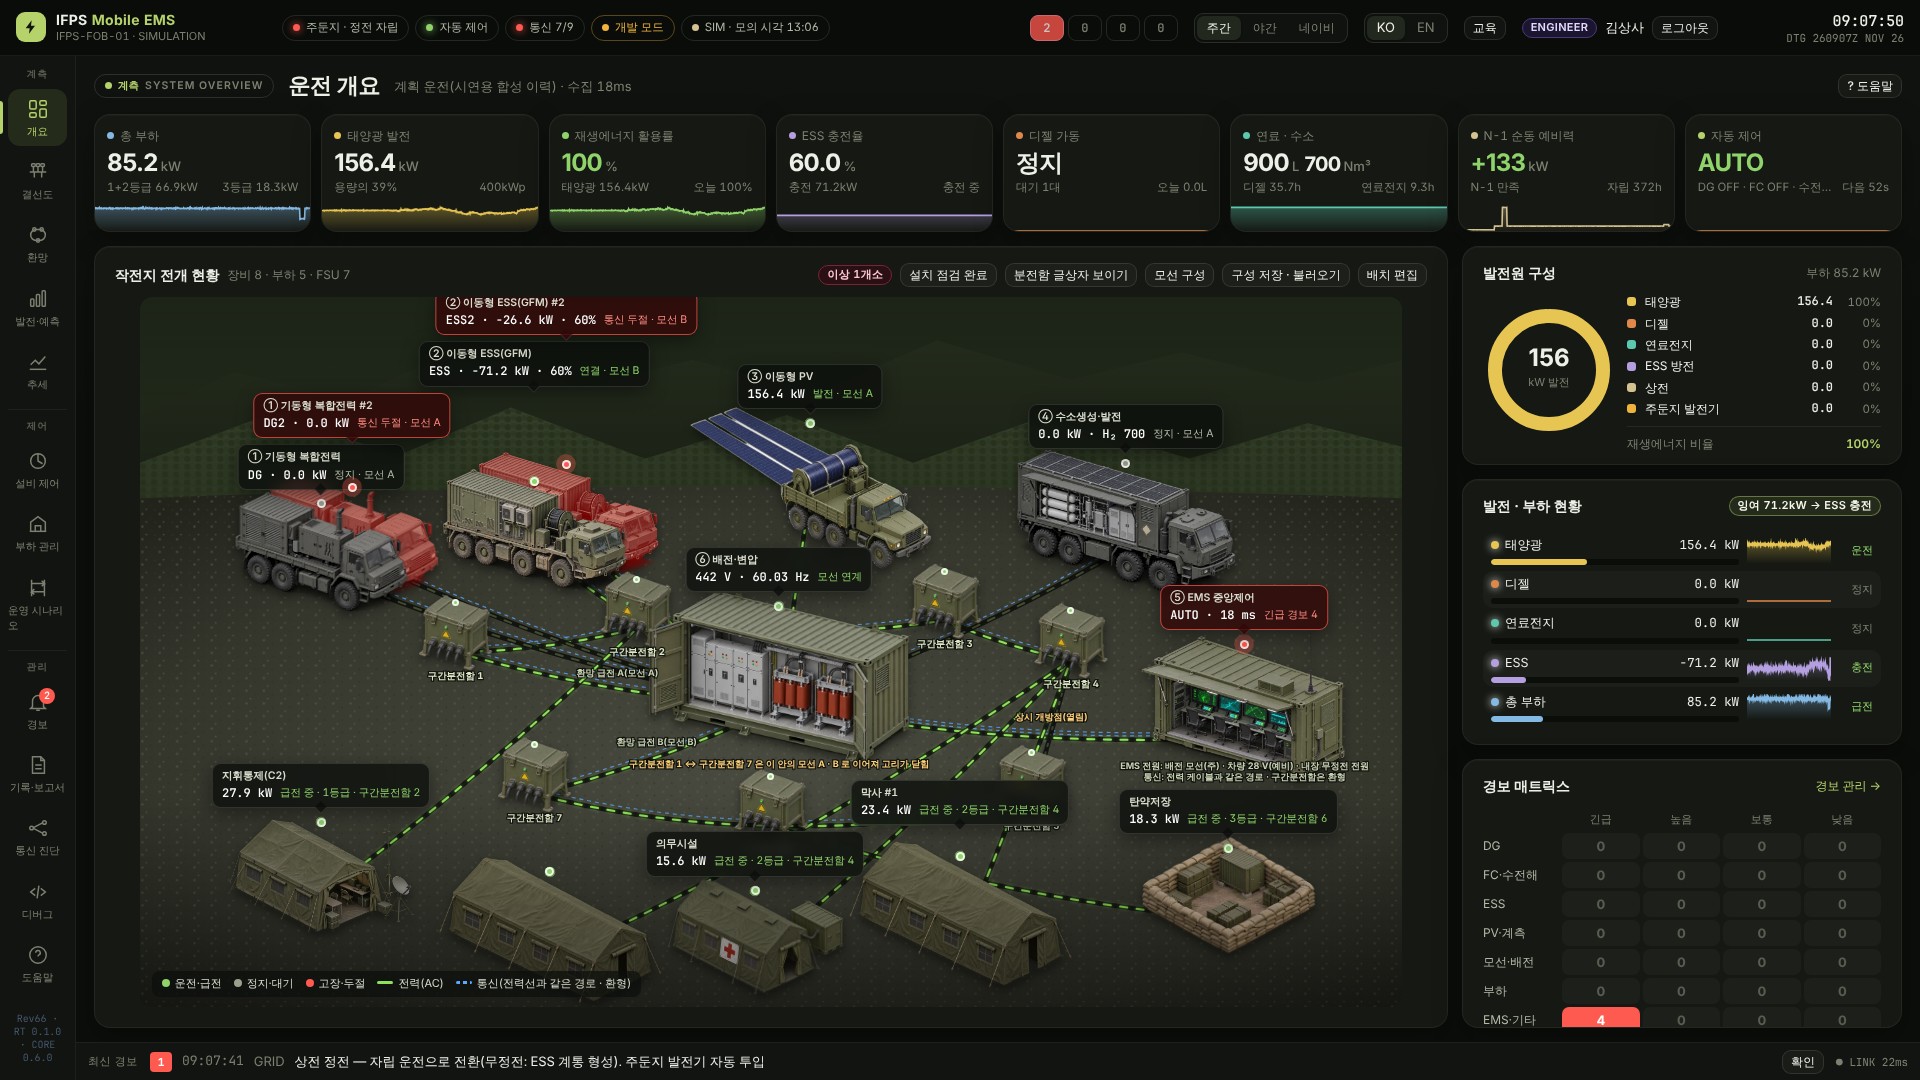 IFPS Mobile EMS
IFPS-FOB-01 · SIMULATION
주둔지 · 정전 자립
자동 제어
통신 7/9
개발 모드
SIM · 모의 시각 13:06
2 0 0 0
주간 야간 네이비
KO EN
교육
ENGINEER 김상사 로그아웃
09:07:50
DTG 260907Z NOV 26
계측
개요
결선도
환망
발전·예측
추세
제어
설비 제어
부하 관리
운영 시나리오
관리
2
경보
기록·보고서
통신 진단
디버그
도움말
Rev66 ·
RT 0.1.0
· CORE
0.6.0
계측 SYSTEM OVERVIEW
운전 개요
계획 운전(시연용 합성 이력) · 수집 18ms
? 도움말
총 부하
85.2 kW
1+2등급 66.9kW 3등급 18.3kW
태양광 발전
156.4 kW
용량의 39% 400kWp
재생에너지 활용률
100 %
태양광 156.4kW 오늘 100%
ESS 충전율
60.0 %
충전 71.2kW 충전 중
디젤 가동
정지
대기 1대 오늘 0.0L
연료 · 수소
900 L 700 Nm³
디젤 35.7h 연료전지 9.3h
N-1 순동 예비력
+133 kW
N-1 만족 자립 372h
자동 제어
AUTO
DG OFF · FC OFF · 수전... 다음 52s
작전지 전개 현황 장비 8 · 부하 5 · FSU 7
이상 1개소
설치 점검 완료
분전함 글상자 보이기
모선 구성
구성 저장 · 불러오기
배치 편집
② 이동형 ESS(GFM) #2
ESS2 · -26.6 kW · 60% 통신 두절 · 모선 B
② 이동형 ESS(GFM)
ESS · -71.2 kW · 60% 연결 · 모선 B
③ 이동형 PV
156.4 kW 발전 · 모선 A
① 기동형 복합전력 #2
DG2 · 0.0 kW 통신 두절 · 모선 A
④ 수소생성·발전
0.0 kW · H₂ 700 정지 · 모선 A
① 기동형 복합전력
DG · 0.0 kW 정지 · 모선 A
⑥ 배전·변압
442 V · 60.03 Hz 모선 연계
⑤ EMS 중앙제어
AUTO · 18 ms 긴급 경보 4
구간분전함 3
구간분전함 2
구간분전함 1
환망 급전 A(모선 A)
구간분전함 4
상시 개방점(열림)
환망 급전 B(모선 B)
구간분전함 1 ↔ 구간분전함 7 은 이 안의 모선 A · B 로 이어져 고리가 닫힘
EMS 전원: 배전 모선(주) · 차량 28 V(예비) · 내장 무정전 전원
통신: 전력 케이블과 같은 경로 · 구간분전함은 환형
지휘통제(C2)
27.9 kW 급전 중 · 1등급 · 구간분전함 2
막사 #1
23.4 kW 급전 중 · 2등급 · 구간분전함 4
탄약저장
18.3 kW 급전 중 · 3등급 · 구간분전함 6
구간분전함 7
의무시설
15.6 kW 급전 중 · 2등급 · 구간분전함 4
운전·급전
정지·대기
고장·두절
전력(AC)
통신(전력선과 같은 경로 · 환형)
발전원 구성 부하 85.2 kW
156
kW 발전
태양광 156.4 100%
디젤 0.0 0%
연료전지 0.0 0%
ESS 방전 0.0 0%
상전 0.0 0%
주둔지 발전기 0.0 0%
재생에너지 비율 100%
발전 · 부하 현황 잉여 71.2kW → ESS 충전
태양광 156.4 kW 운전
디젤 0.0 kW 정지
연료전지 0.0 kW 정지
ESS -71.2 kW 충전
총 부하 85.2 kW 급전
경보 매트릭스 경보 관리 →
긴급 높음 보통 낮음
DG 0 0 0 0
FC·수전해 0 0 0 0
ESS 0 0 0 0
PV·계측 0 0 0 0
모선·배전 0 0 0 0
부하 0 0 0 0
EMS·기타 4 0 0 0
최신 경보 1 09:07:41 GRID 상전 정전 — 자립 운전으로 전환(무정전: ESS 계통 형성). 주둔지 발전기 자동 투입
확인
LINK 22ms